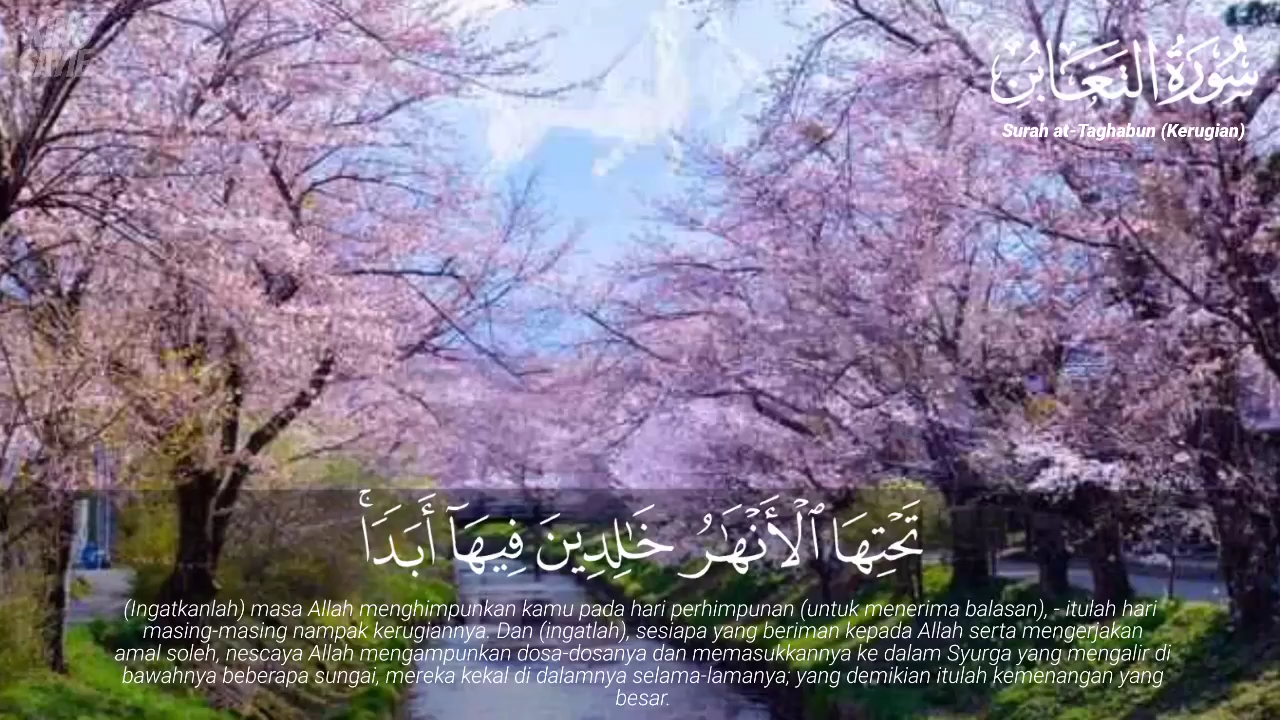 سُورَةُ التَّغَابُنِ
Surah at-Taghabun (Kerugian)
تَحْتِهَا ٱلْأَنْهَٰرُ خَٰلِدِينَ فِيهَآ أَبَدًا ۚ
(Ingatkanlah) masa Allah menghimpunkan kamu pada hari perhimpunan (untuk menerima balasan), - itulah hari
masing-masing nampak kerugiannya. Dan (ingatlah), sesiapa yang beriman kepada Allah serta mengerjakan
amal soleh, nescaya Allah mengampunkan dosa-dosanya dan memasukkannya ke dalam Syurga yang mengalir di
bawahnya beberapa sungai, mereka kekal di dalamnya selama-lamanya; yang demikian itulah kemenangan yang
besar.